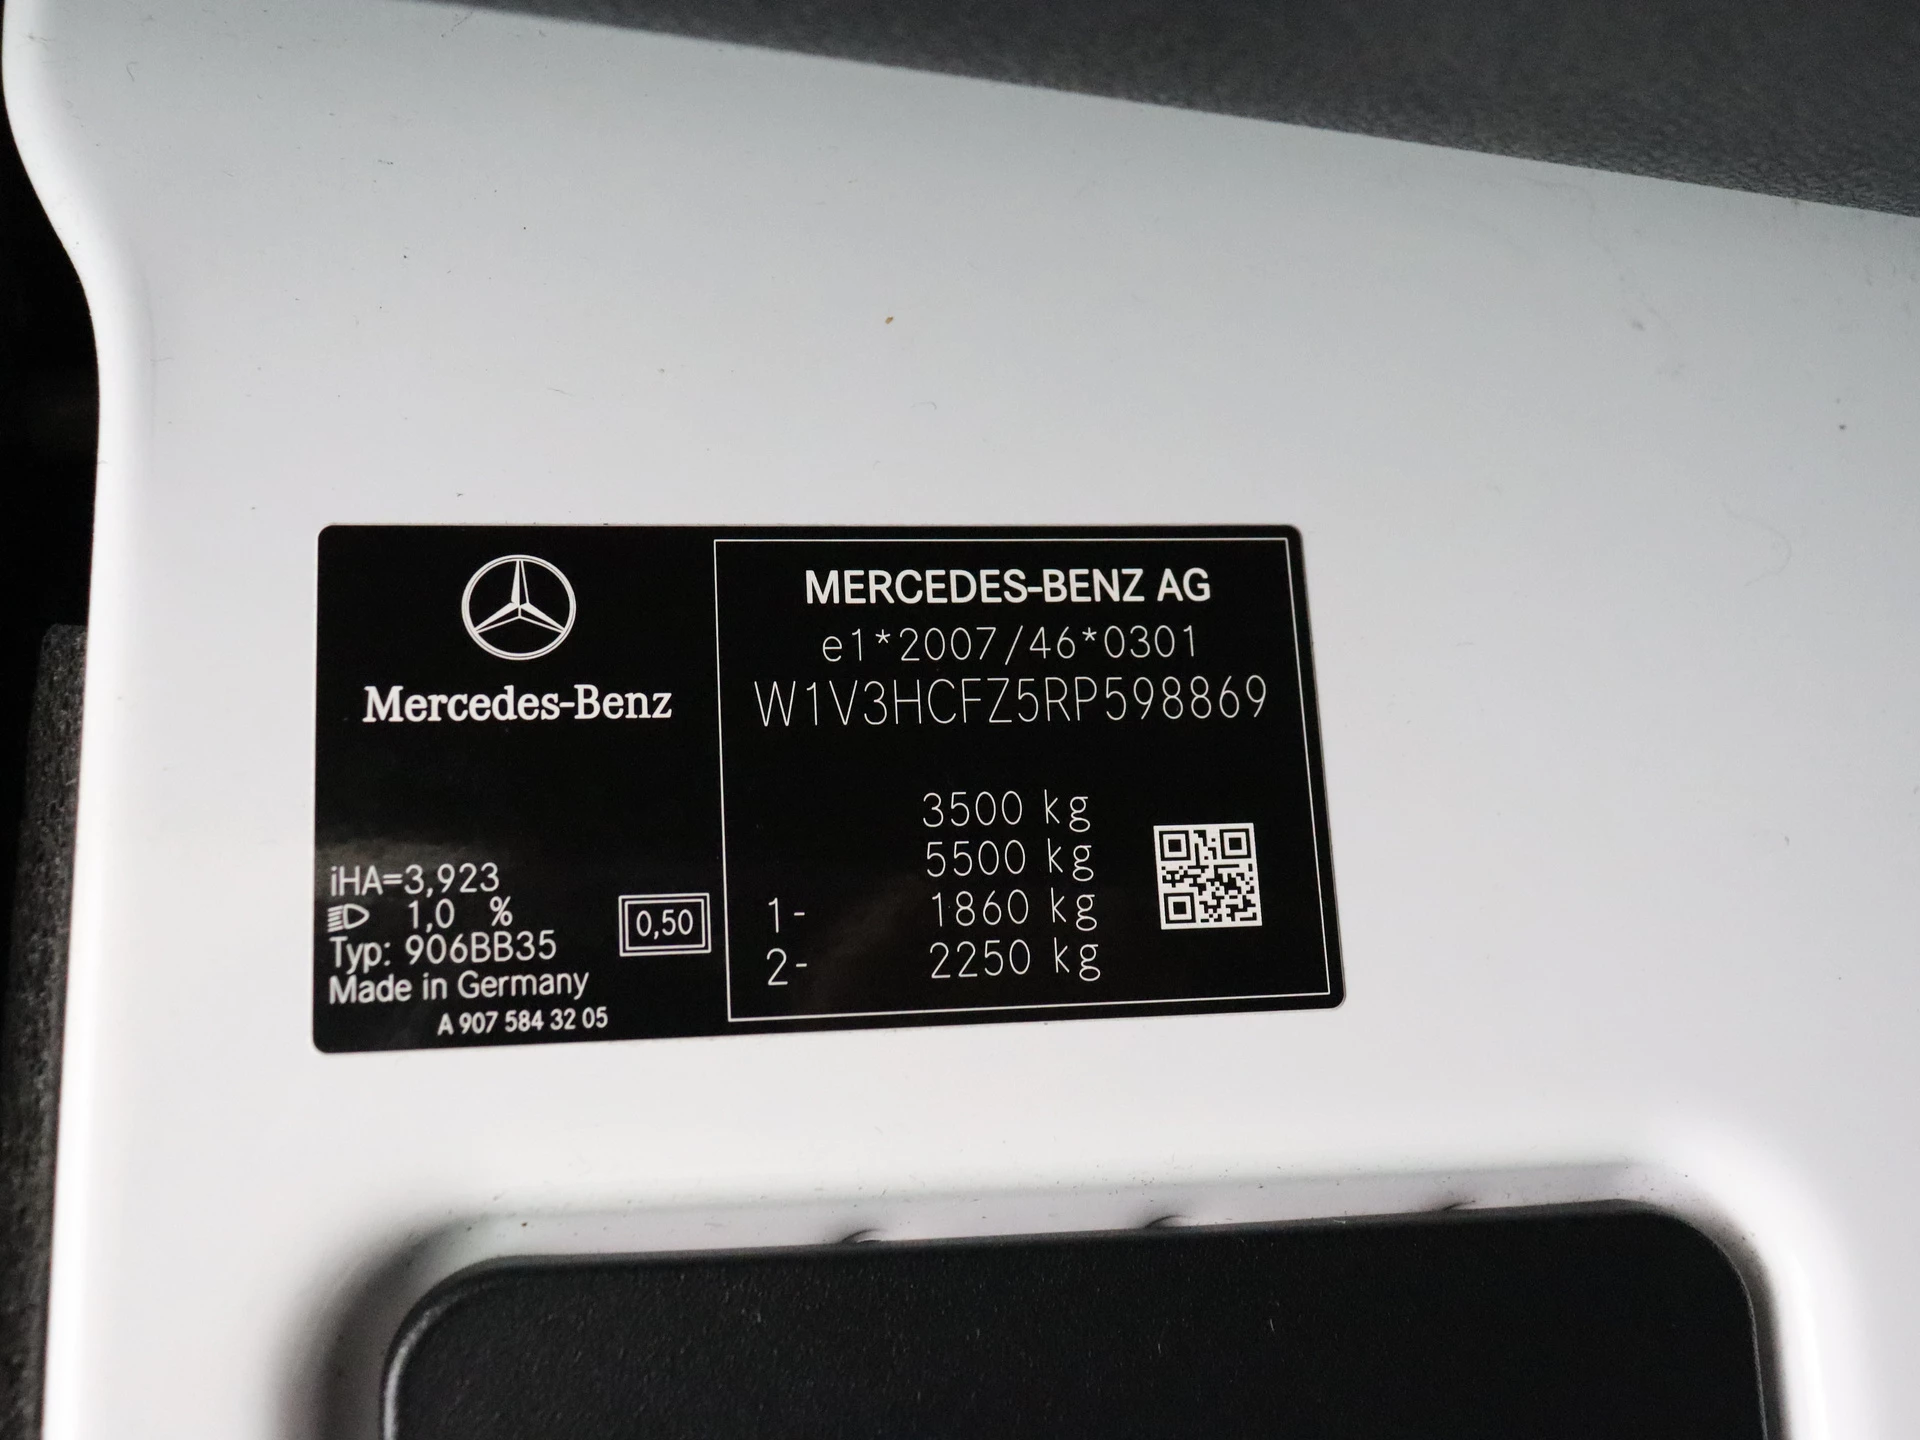 Mercedes-Benz
iHA=3,923
1,0 %
Typ: 906BB35
Made in Germany
A 907 584 32 05
0,50
MERCEDES-BENZ AG
e1*2007/46*0301
W1V3HCFZ5RP598869
3500 kg
5500 kg
1- 1860 kg
2- 2250 kg